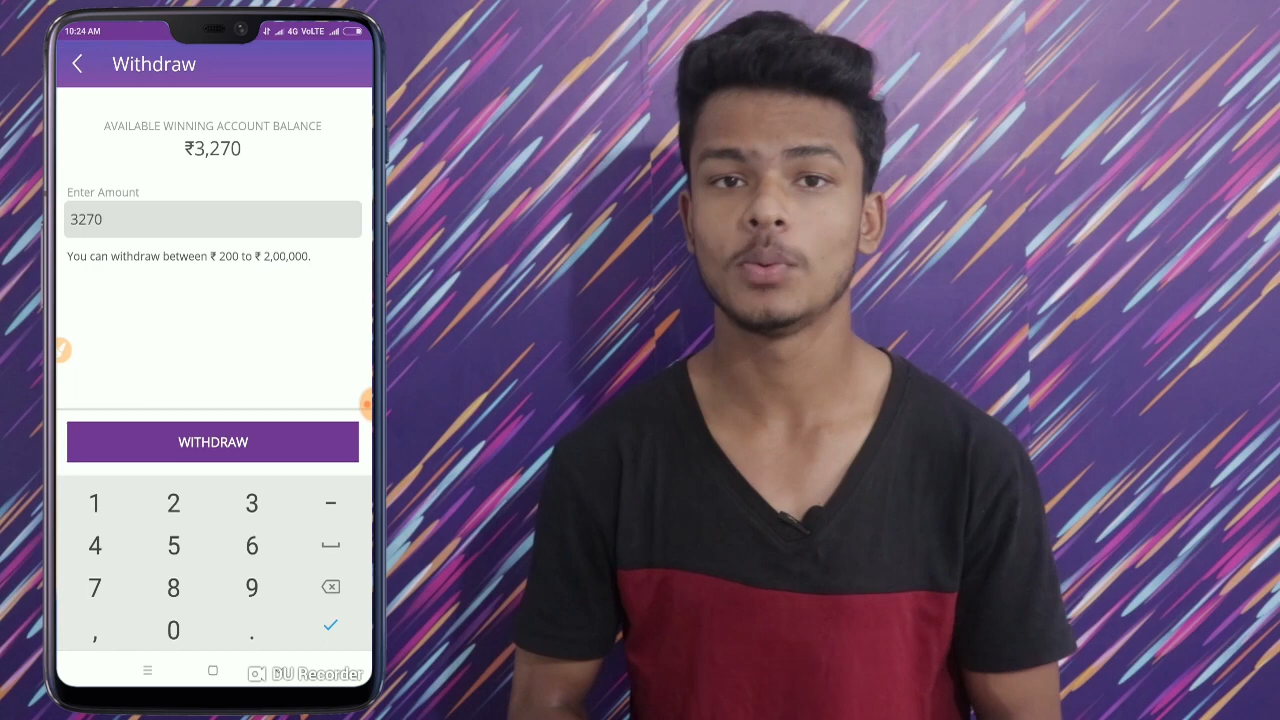 10:24 AM 4G VoLTE
Withdraw
AVAILABLE WINNING ACCOUNT BALANCE
₹3,270
Enter Amount
3270
You can withdraw between ₹ 200 to ₹ 2,00,000.
WITHDRAW
1 2 3 -
4 5 6
7 8 9
, 0 .
DU Recorder